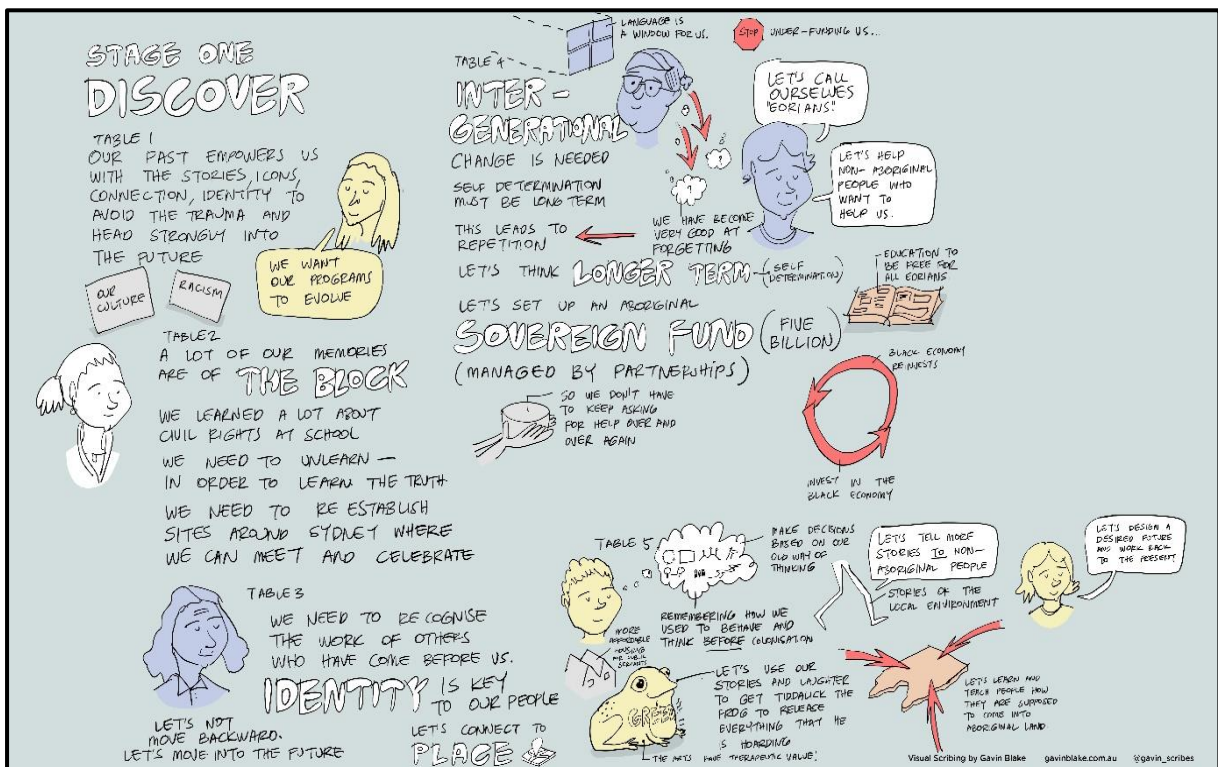 STAGE ONE
DISCOVER
TABLE 1
OUR PAST EMPOWERS US
WITH THE STORIES, ICONS,
CONNECTION, IDENTITY TO
AVOID THE TRAUMA AND
HEAD STRONGLY INTO
THE FUTURE
WE WANT
OUR PROGRAMS
TO EVOLVE
OUR
CULTURE
RACISM
TABLE 2
A LOT OF OUR MEMORIES
ARE OF THE BLOCK
WE LEARNED A LOT ABOUT
CIVIL RIGHTS AT SCHOOL
WE NEED TO UNLEARN —
IN ORDER TO LEARN THE TRUTH
WE NEED TO RE ESTABLISH
SITES AROUND SYDNEY WHERE
WE CAN MEET AND CELEBRATE
TABLE 3
WE NEED TO RECOGNISE
THE WORK OF OTHERS
WHO HAVE COME BEFORE US.
IDENTITY IS KEY
TO OUR PEOPLE
LET'S NOT
MOVE BACKWARD.
LET'S MOVE INTO THE FUTURE
LET'S CONNECT TO
PLACE
LANGUAGE IS
A WINDOW FOR US.
STOP UNDER-FUNDING US...
TABLE 4
INTER-
GENERATIONAL
CHANGE IS NEEDED
SELF DETERMINATION
MUST BE LONG TERM
THIS LEADS TO
REPETITION
WE HAVE BECOME
VERY GOOD AT
FORGETTING
?
?
LET'S CALL
OURSELVES
"EORIANS"
LET'S HELP
NON-ABORIGINAL
PEOPLE WHO
WANT TO
HELP US.
LET'S THINK LONGER TERM — (SELF
DETERMINATION)
EDUCATION TO
BE FREE FOR
ALL EORIANS
LET'S SET UP AN ABORIGINAL
SOVEREIGN FUND (FIVE
BILLION)
(MANAGED BY PARTNERSHIPS)
SO WE DON'T HAVE
TO KEEP ASKING
FOR HELP OVER AND
OVER AGAIN
BLACK ECONOMY
REINVESTS
INVEST IN THE
BLACK ECONOMY
TABLE 5
MAKE DECISIONS
BASED ON OUR
OLD WAY OF
THINKING
REMEMBERING HOW WE
USED TO BEHAVE AND
THINK BEFORE COLONISATION
MORE
AFFORDABLE
HOUSING
FOR PUBLIC
SERVANTS
GREED
LET'S USE OUR
STORIES AND LAUGHTER
TO GET TIDDALICK THE
FROG TO RELEASE
EVERYTHING THAT HE
IS HOARDING
THE ARTS HAVE THERAPEUTIC VALUE!
LET'S TELL MORE
STORIES TO NON-
ABORIGINAL PEOPLE
STORIES OF THE
LOCAL ENVIRONMENT
LET'S DESIGN A
DESIRED FUTURE
AND WORK BACK
TO THE PRESENT!
LET'S LEARN AND
TEACH PEOPLE HOW
THEY ARE SUPPOSED
TO COME INTO
ABORIGINAL LAND
Visual Scribing by Gavin Blake gavinblake.com.au @gavin_scribes